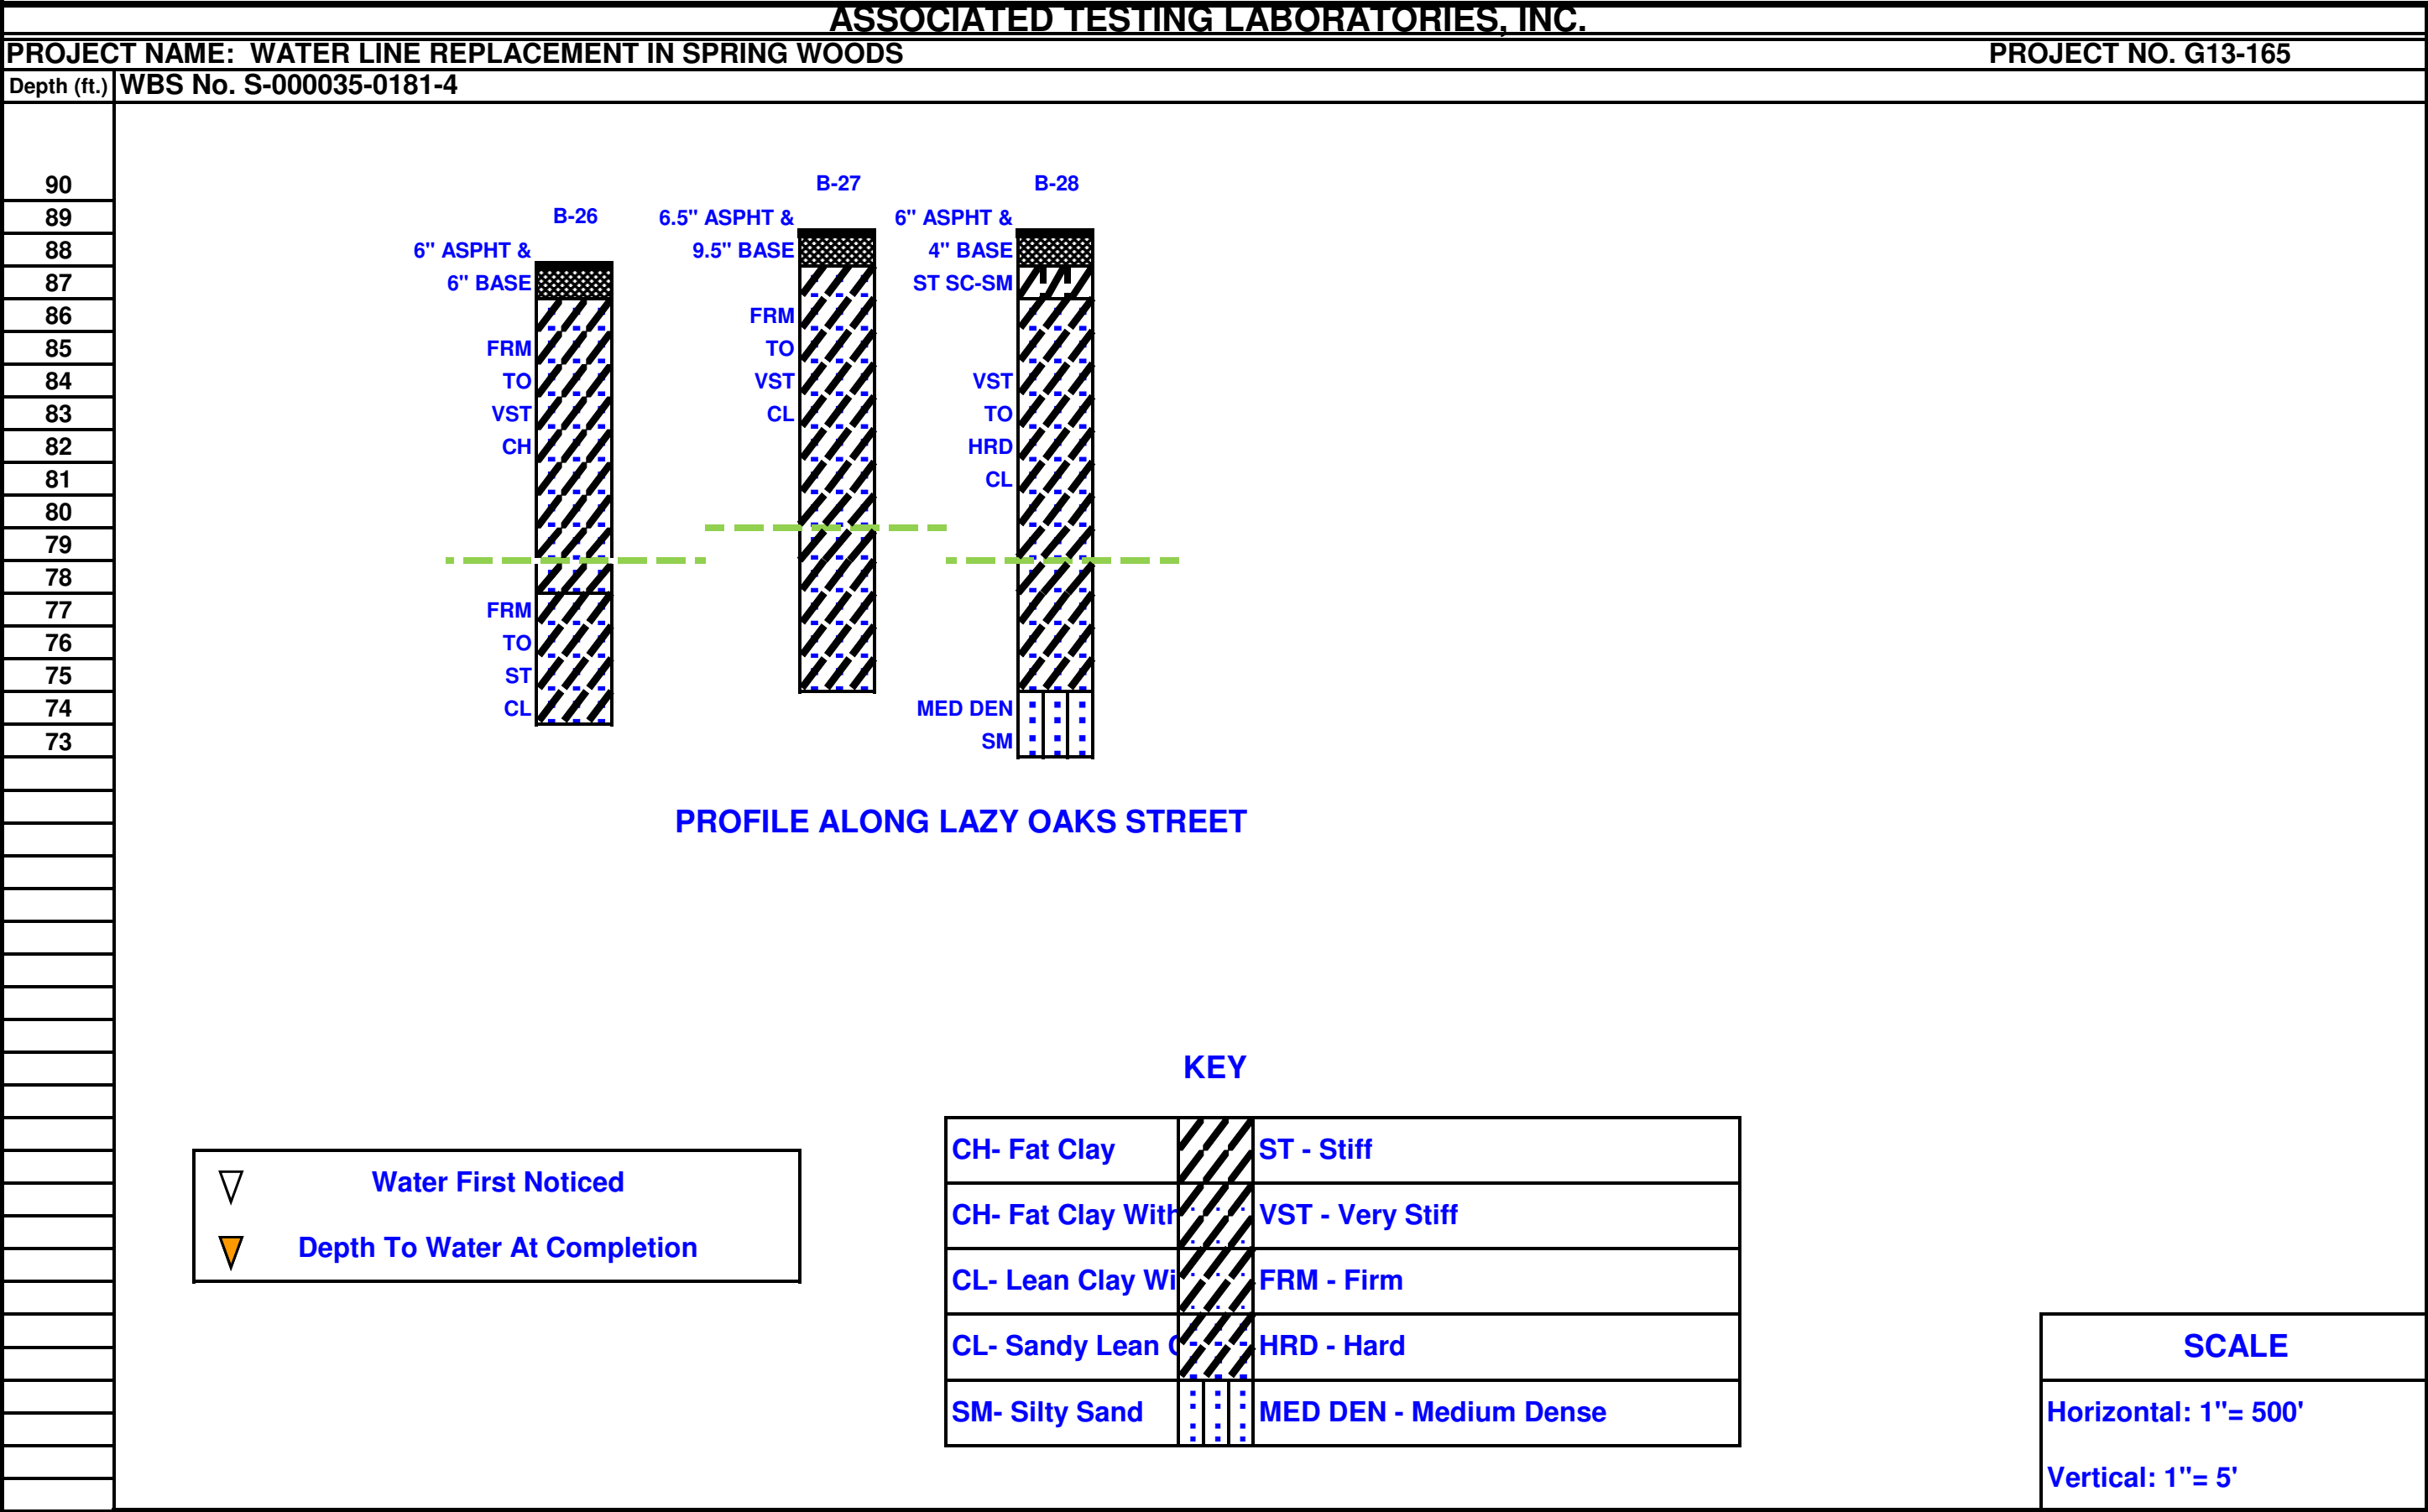 ASSOCIATED TESTING LABORATORIES, INC.
PROJECT NAME: WATER LINE REPLACEMENT IN SPRING WOODS
PROJECT NO. G13-165
Depth (ft.)
WBS No. S-000035-0181-4
90
89
88
87
86
85
84
83
82
81
80
79
78
77
76
75
74
73
B-26
6" ASPHT &
6" BASE
FRM
TO
VST
CH
FRM
TO
ST
CL
B-27
6.5" ASPHT &
9.5" BASE
FRM
TO
VST
CL
B-28
6" ASPHT &
4" BASE
ST SC-SM
VST
TO
HRD
CL
MED DEN
SM
PROFILE ALONG LAZY OAKS STREET
Water First Noticed
Depth To Water At Completion
KEY
CH- Fat Clay
ST - Stiff
CH- Fat Clay With
VST - Very Stiff
CL- Lean Clay Wi
FRM - Firm
CL- Sandy Lean
HRD - Hard
SM- Silty Sand
MED DEN - Medium Dense
SCALE
Horizontal: 1"= 500'
Vertical: 1"= 5'